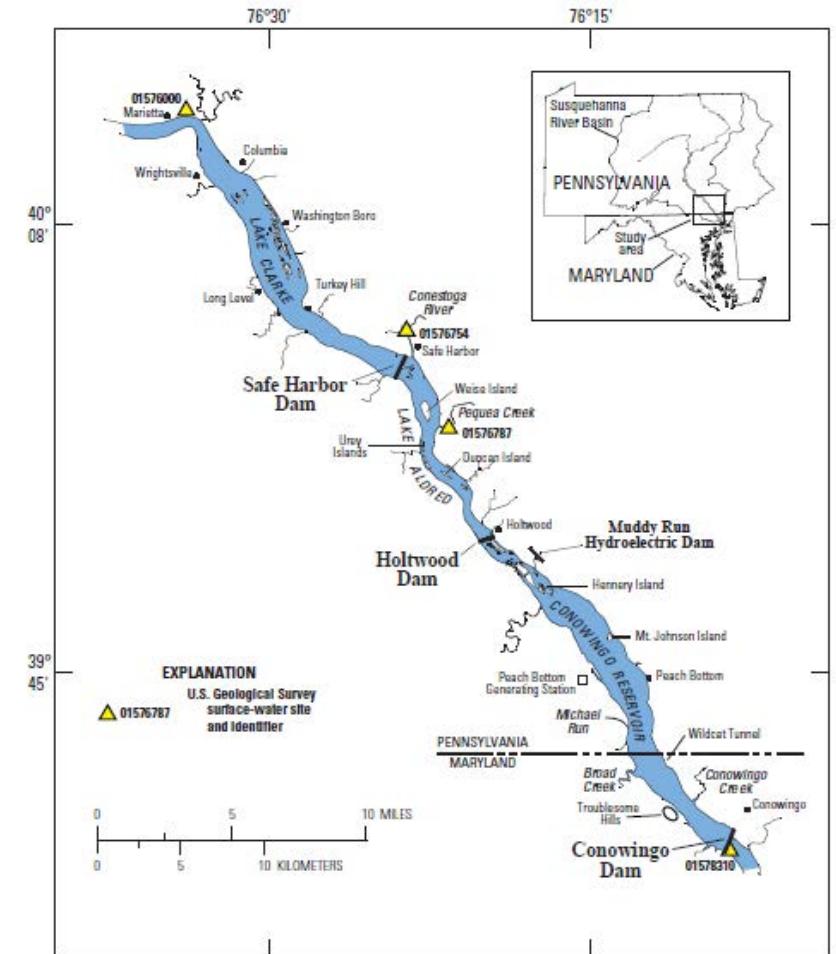 76°30'
76°15'
01576000
Marietta
Columbia
Wrightsville
Washington Boro
40°
08'
LAKE CLARKE
Long Level
Turkey Hill
Conestoga
River
01576754
Safe Harbor
Safe Harbor
Dam
Weise Island
LAKE
ALDRED
Pequea Creek
01576787
Urey
Islands
Duncan Island
Holtwood
Holtwood
Dam
Muddy Run
Hydroelectric Dam
Hennery Island
CONOWINGO RESERVOIR
Mt. Johnson Island
39°
45'
Peach Bottom
Generating Station
Peach Bottom
Michael
Run
Wildcat Tunnel
PENNSYLVANIA
MARYLAND
Broad
Creek
Conowingo
Creek
Troublesome
Hills
Conowingo
Conowingo
Dam
01578310
Susquehanna
River Basin
PENNSYLVANIA
Study
area
MARYLAND
EXPLANATION
01576787
U.S. Geological Survey
surface-water site
and identifier
0 5 10 MILES
0 5 10 KILOMETERS